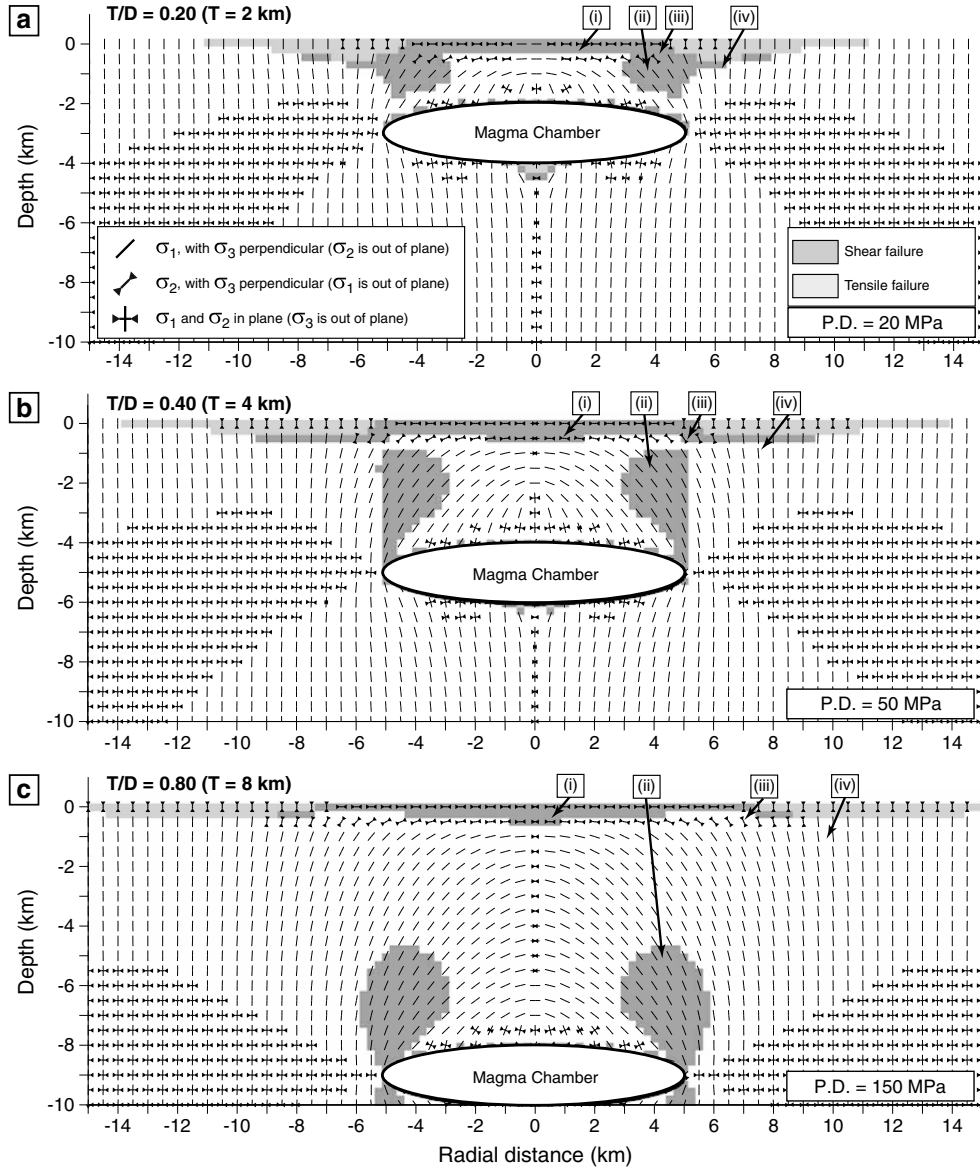 a
T/D = 0.20 (T = 2 km)
(i)
(ii)
(iii)
(iv)
0
-2
-4
-6
-8
-10
Depth (km)
Magma Chamber
σ1, with σ3 perpendicular (σ2 is out of plane)
σ2, with σ3 perpendicular (σ1 is out of plane)
σ1 and σ2 in plane (σ3 is out of plane)
Shear failure
Tensile failure
P.D. = 20 MPa
-14 -12 -10 -8 -6 -4 -2 0 2 4 6 8 10 12 14
b
T/D = 0.40 (T = 4 km)
(i)
(ii)
(iii)
(iv)
0
-2
-4
-6
-8
-10
Depth (km)
Magma Chamber
P.D. = 50 MPa
-14 -12 -10 -8 -6 -4 -2 0 2 4 6 8 10 12 14
c
T/D = 0.80 (T = 8 km)
(i)
(ii)
(iii)
(iv)
0
-2
-4
-6
-8
-10
Depth (km)
Magma Chamber
P.D. = 150 MPa
-14 -12 -10 -8 -6 -4 -2 0 2 4 6 8 10 12 14
Radial distance (km)